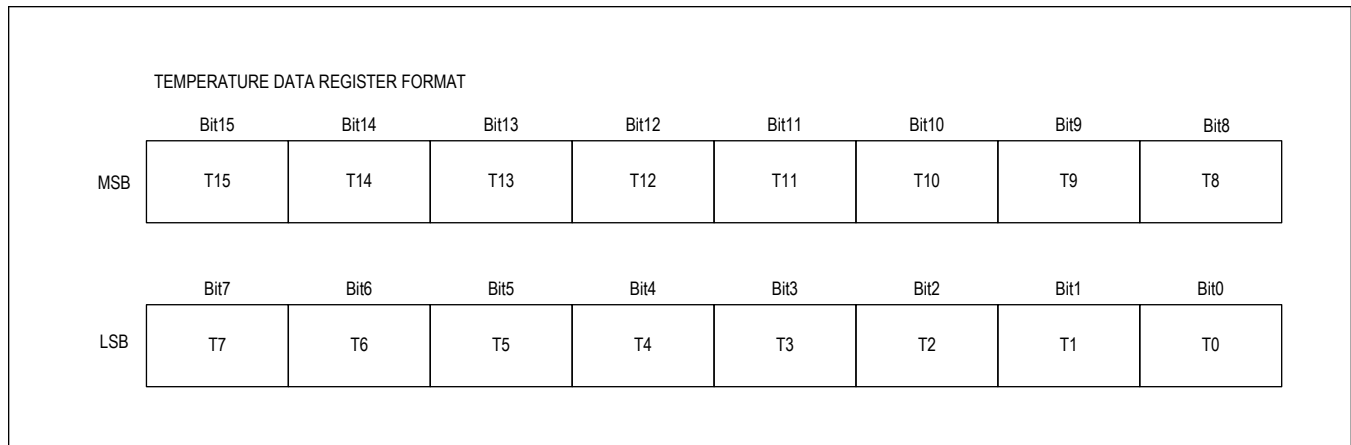 TEMPERATURE DATA REGISTER FORMAT
Bit15 Bit14 Bit13 Bit12 Bit11 Bit10 Bit9 Bit8
MSB T15 T14 T13 T12 T11 T10 T9 T8
Bit7 Bit6 Bit5 Bit4 Bit3 Bit2 Bit1 Bit0
LSB T7 T6 T5 T4 T3 T2 T1 T0